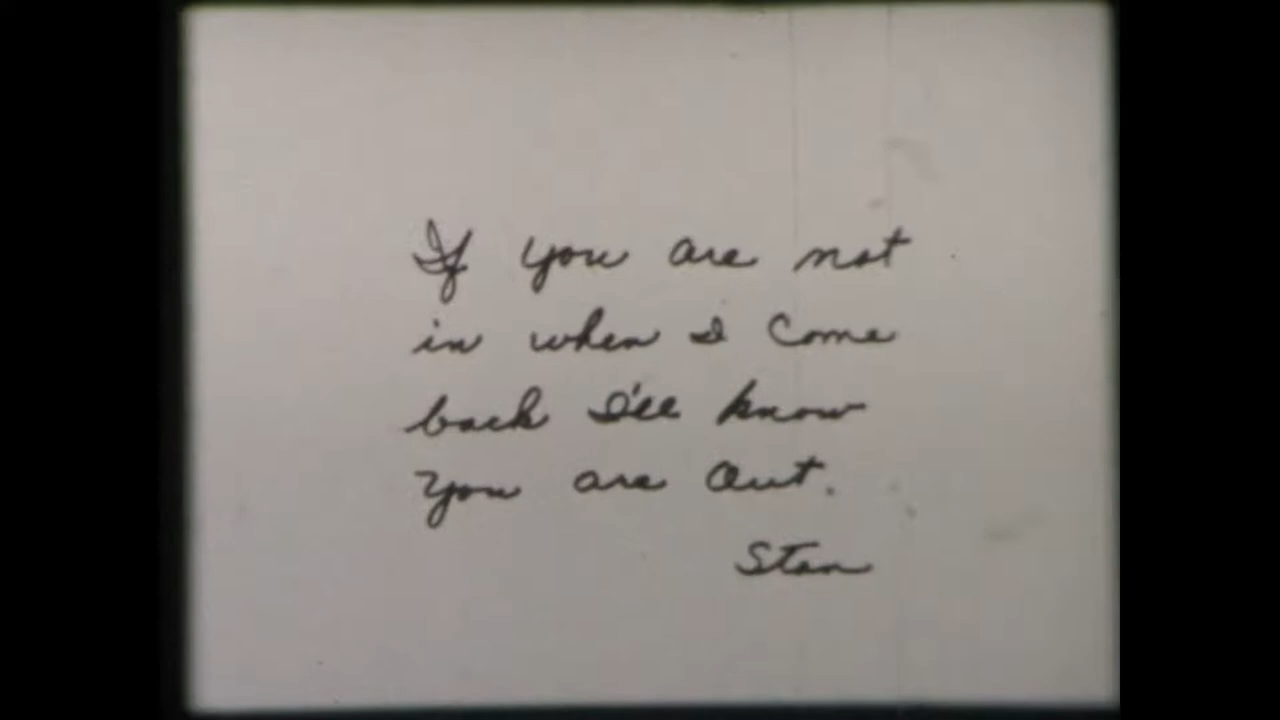 If you are not
in when I come
back I'll know
you are out.
Stan